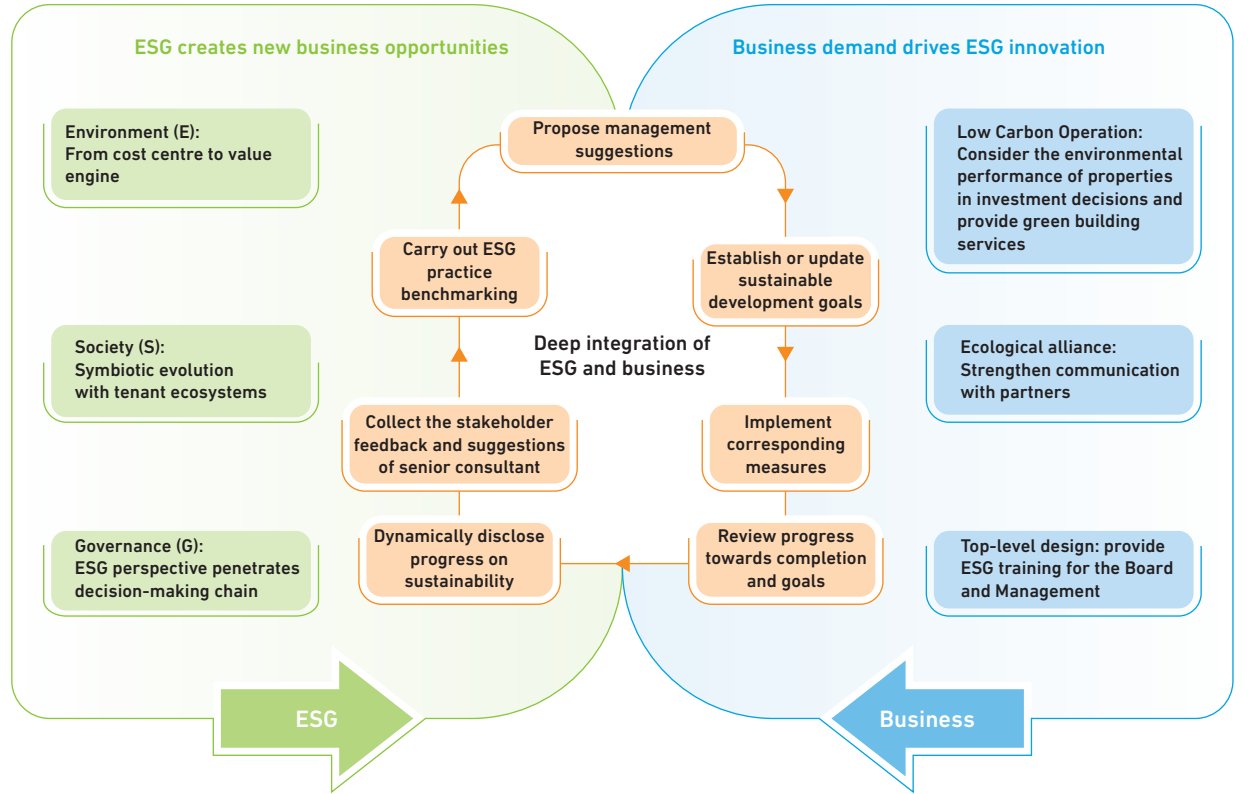 ESG creates new business opportunities
Business demand drives ESG innovation
Environment (E):
From cost centre to value
engine
Society (S):
Symbiotic evolution
with tenant ecosystems
Governance (G):
ESG perspective penetrates
decision-making chain
Propose management
suggestions
Establish or update
sustainable
development goals
Implement
corresponding
measures
Review progress
towards completion
and goals
Dynamically disclose
progress on
sustainability
Collect the stakeholder
feedback and suggestions
of senior consultant
Carry out ESG
practice
benchmarking
Deep integration of
ESG and business
Low Carbon Operation:
Consider the environmental
performance of properties
in investment decisions and
provide green building
services
Ecological alliance:
Strengthen communication
with partners
Top-level design: provide
ESG training for the Board
and Management
ESG
Business